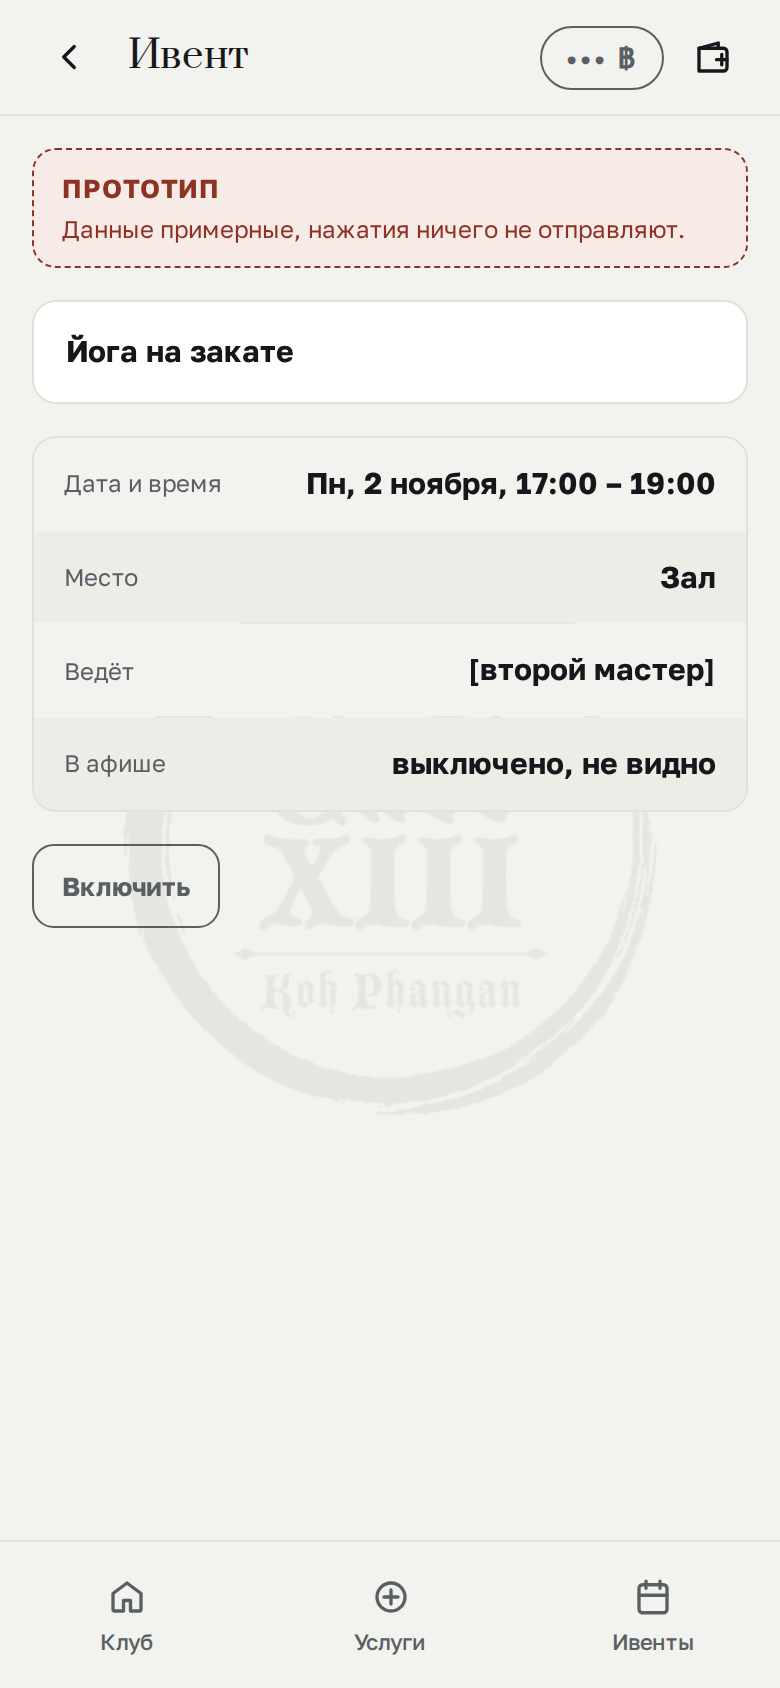 Ивент
••• ฿
ПРОТОТИП
Данные примерные, нажатия ничего не отправляют.
Йога на закате
Дата и время Пн, 2 ноября, 17:00 – 19:00
Место Зал
Ведёт [второй мастер]
В афише выключено, не видно
XIII
Включить
Koh Phangan
Клуб Услуги Ивенты